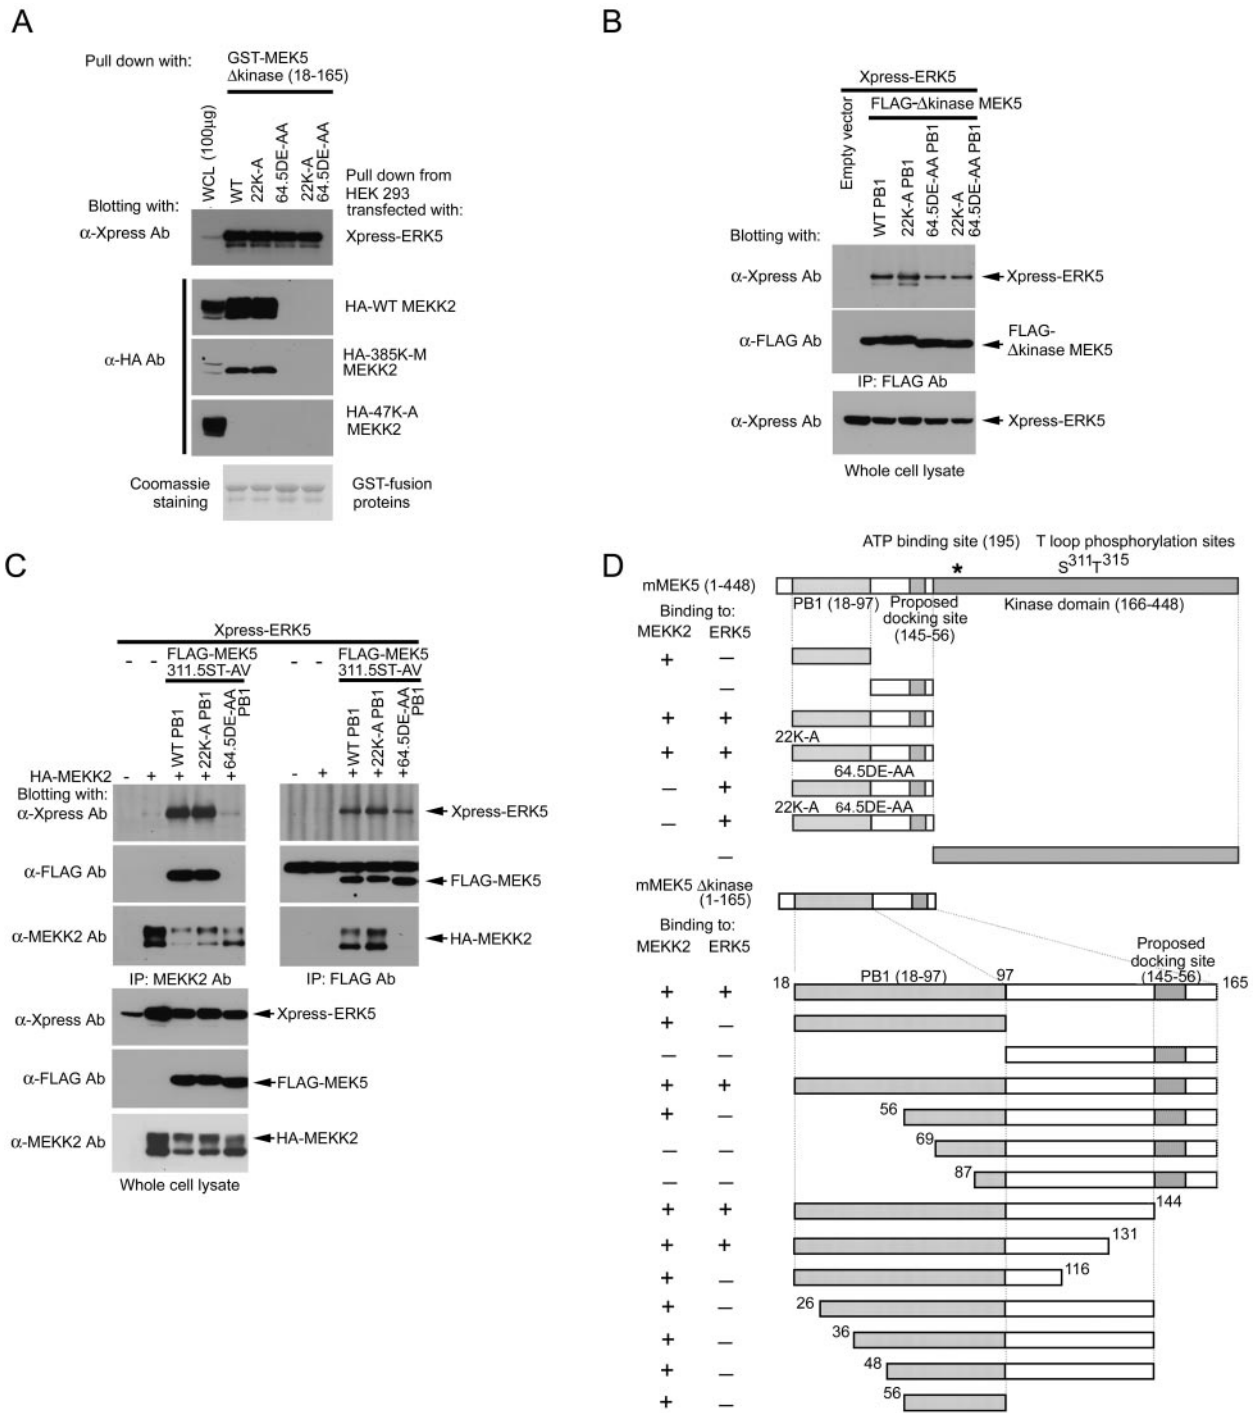 A
Pull down with:
GST-MEK5
Δkinase (18-165)
WCL (100μg)
WT
22K-A
64.5DE-AA
22K-A
64.5DE-AA
Pull down from
HEK 293
transfected with:
Blotting with:
α-Xpress Ab
Xpress-ERK5
HA-WT MEKK2
α-HA Ab
HA-385K-M
MEKK2
HA-47K-A
MEKK2
Coomassie
staining
GST-fusion
proteins
B
Xpress-ERK5
FLAG-Δkinase MEK5
Empty vector
WT PB1
22K-A PB1
64.5DE-AA PB1
22K-A
64.5DE-AA PB1
Blotting with:
α-Xpress Ab
Xpress-ERK5
α-FLAG Ab
FLAG-
Δkinase MEK5
IP: FLAG Ab
α-Xpress Ab
Xpress-ERK5
Whole cell lysate
C
Xpress-ERK5
FLAG-MEK5
311.5ST-AV
- -
WT PB1
22K-A PB1
64.5DE-AA
PB1
FLAG-MEK5
311.5ST-AV
- -
WT PB1
22K-A PB1
64.5DE-AA
PB1
HA-MEKK2 - + + + +
- + + + +
Blotting with:
α-Xpress Ab
Xpress-ERK5
α-FLAG Ab
FLAG-MEK5
α-MEKK2 Ab
HA-MEKK2
IP: MEKK2 Ab
IP: FLAG Ab
α-Xpress Ab
Xpress-ERK5
α-FLAG Ab
FLAG-MEK5
α-MEKK2 Ab
HA-MEKK2
Whole cell lysate
D
ATP binding site (195)
T loop phosphorylation sites
*
S311T315
mMEK5 (1-448)
PB1 (18-97)
Proposed
docking site
(145-56)
Kinase domain (166-448)
Binding to:
MEKK2 ERK5
+ –
–
+ +
22K-A
+ +
64.5DE-AA
– +
22K-A 64.5DE-AA
– +
–
mMEK5 Δkinase
(1-165)
Binding to:
MEKK2 ERK5
Proposed
docking site
(145-56)
18 PB1 (18-97) 97 165
+ +
+ –
– –
+ +
+ – 56
– – 69
– – 87
+ + 144
+ + 131
+ – 116
+ – 26
+ – 36
+ – 48
+ – 56